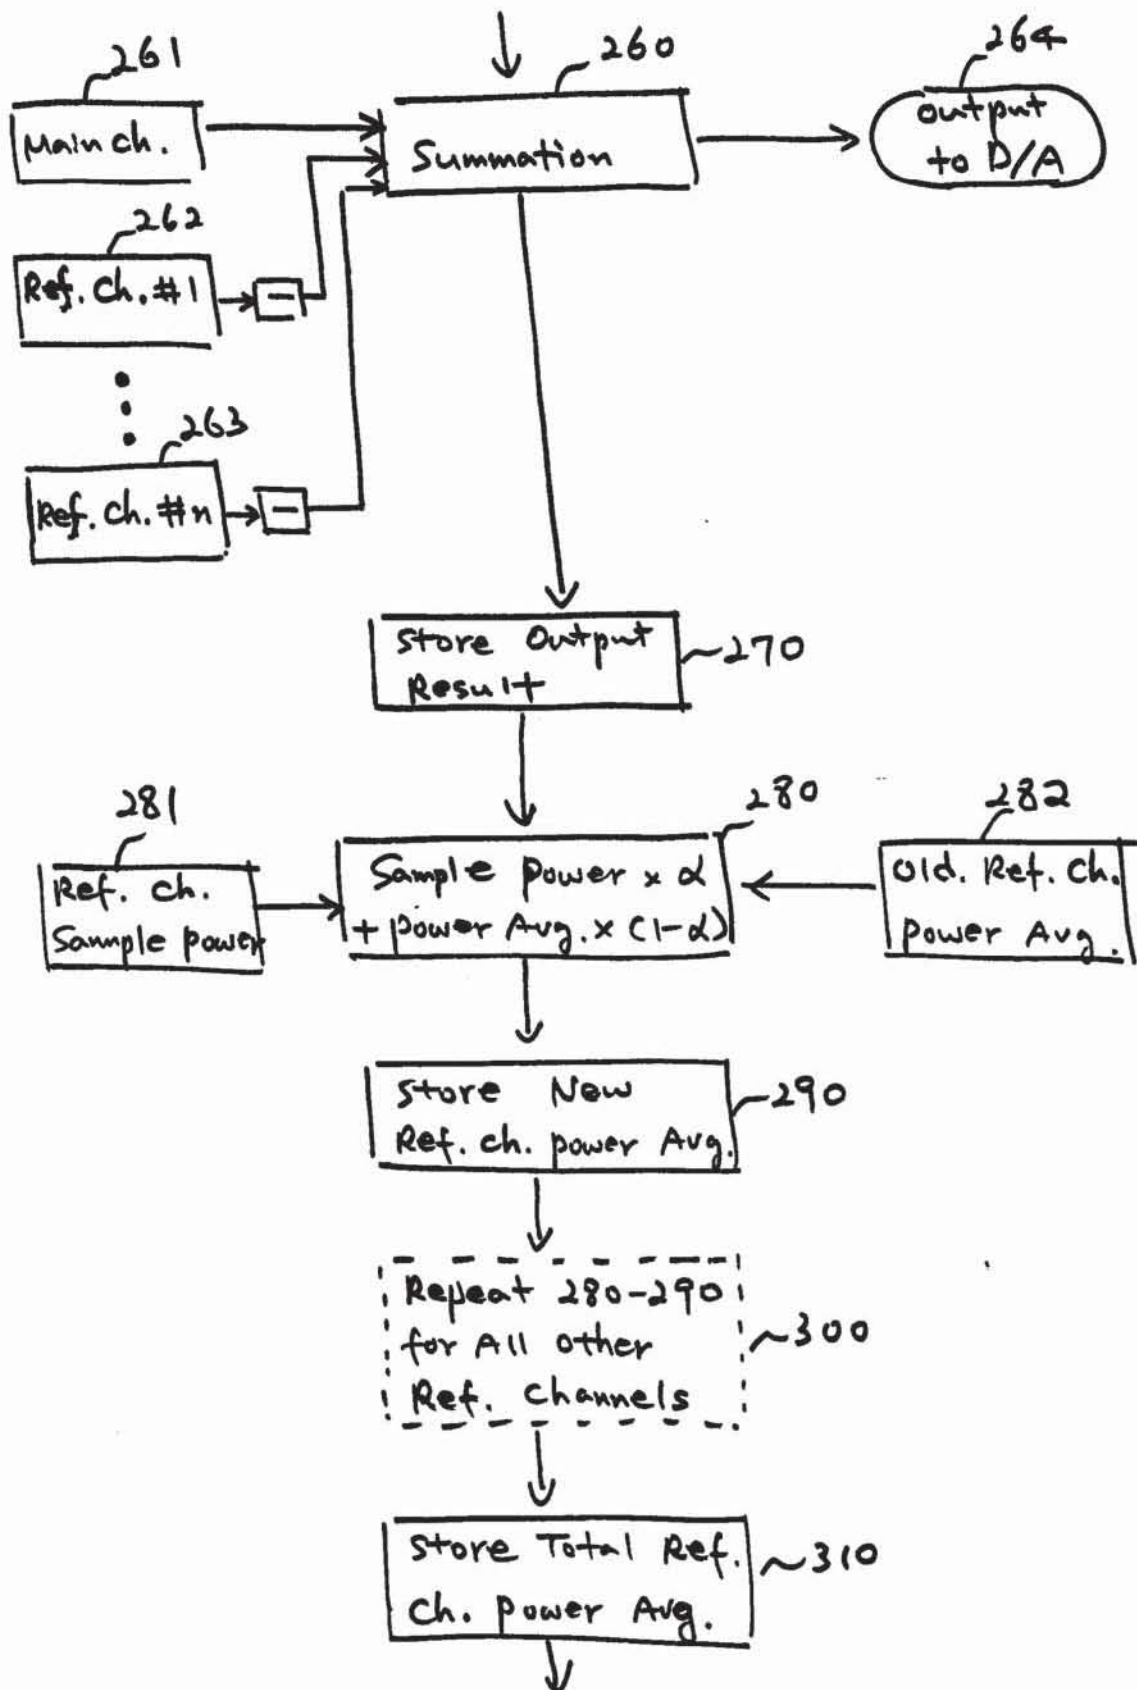 261
260
264
Main ch.
Summation
output
to D/A
262
Ref. Ch. #1
−
263
Ref. Ch. #n
−
Store Output
Result
270
281
280
282
Ref. Ch.
Sample power
Sample power x α
+ power Avg. x (1-α)
Old. Ref. Ch.
Power Avg.
Store New
Ref. ch. power Avg.
290
Repeat 280-290
for All other
Ref. Channels
300
Store Total Ref.
Ch. Power Avg.
310